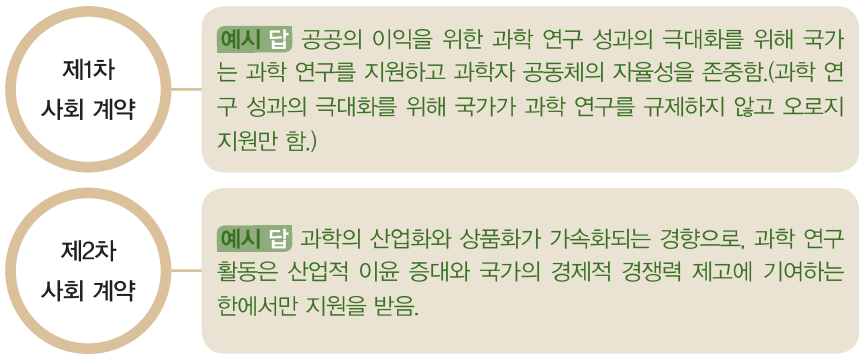 제1차
사회 계약
예시 답 공공의 이익을 위한 과학 연구 성과의 극대화를 위해 국가
는 과학 연구를 지원하고 과학자 공동체의 자율성을 존중함.(과학 연
구 성과의 극대화를 위해 국가가 과학 연구를 규제하지 않고 오로지
지원만 함.)
제2차
사회 계약
예시 답 과학의 산업화와 상품화가 가속화되는 경향으로, 과학 연구
활동은 산업적 이윤 증대와 국가의 경제적 경쟁력 제고에 기여하는
한에서만 지원을 받음.